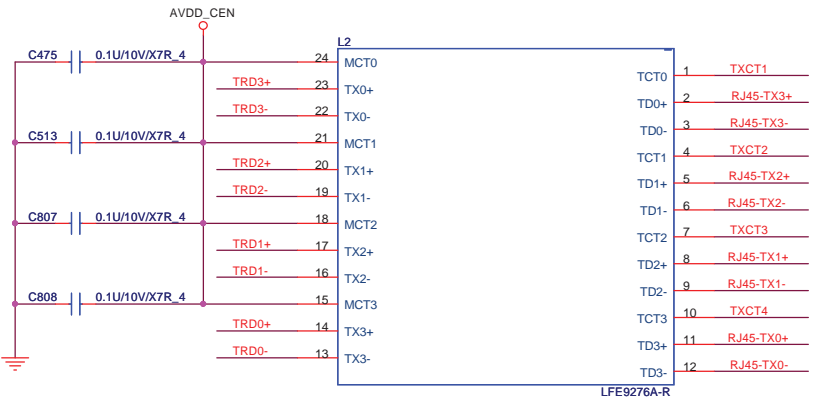 AVDD_CEN
L2
C475 0.1U/10V/X7R_4 24 MCT0
TCT0 1 TXCT1
TRD3+ 23 TX0+
TD0+ 2 RJ45-TX3+
TRD3- 22 TX0-
TD0- 3 RJ45-TX3-
C513 0.1U/10V/X7R_4 21 MCT1
TCT1 4 TXCT2
TRD2+ 20 TX1+
TD1+ 5 RJ45-TX2+
TRD2- 19 TX1-
TD1- 6 RJ45-TX2-
C807 0.1U/10V/X7R_4 18 MCT2
TCT2 7 TXCT3
TRD1+ 17 TX2+
TD2+ 8 RJ45-TX1+
TRD1- 16 TX2-
TD2- 9 RJ45-TX1-
C808 0.1U/10V/X7R_4 15 MCT3
TCT3 10 TXCT4
TRD0+ 14 TX3+
TD3+ 11 RJ45-TX0+
TRD0- 13 TX3-
TD3- 12 RJ45-TX0-
LFE9276A-R